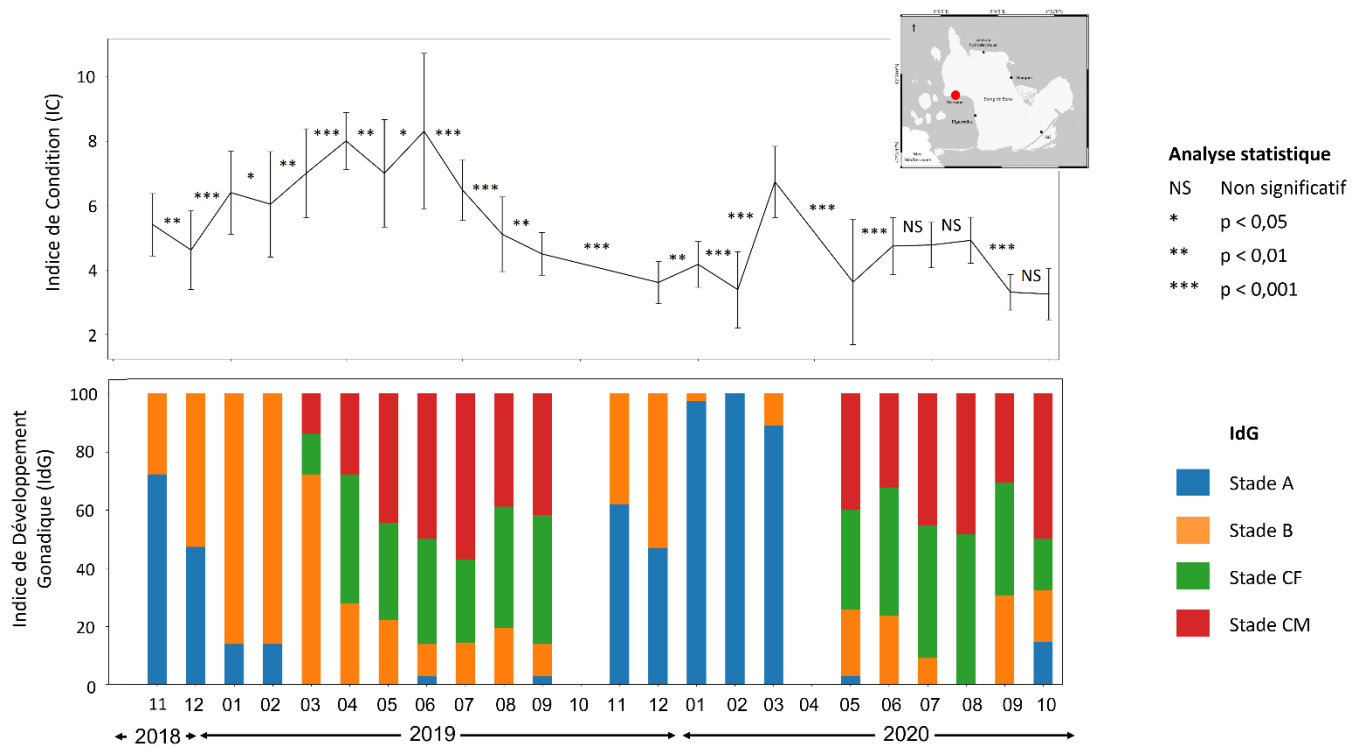 10
8
6
4
2
Indice de Condition (IC)
** *** * ** *** ** * *** *** ** *** ** *** *** *** *** NS NS *** NS
Analyse statistique
NS Non significatif
* p < 0,05
** p < 0,01
*** p < 0,001
100
80
60
40
20
0
Indice de Développement
Gonadique (IdG)
IdG
Stade A
Stade B
Stade CF
Stade CM
11 12 01 02 03 04 05 06 07 08 09 10 11 12 01 02 03 05 06 07 08 09 10
2018 2019 2020